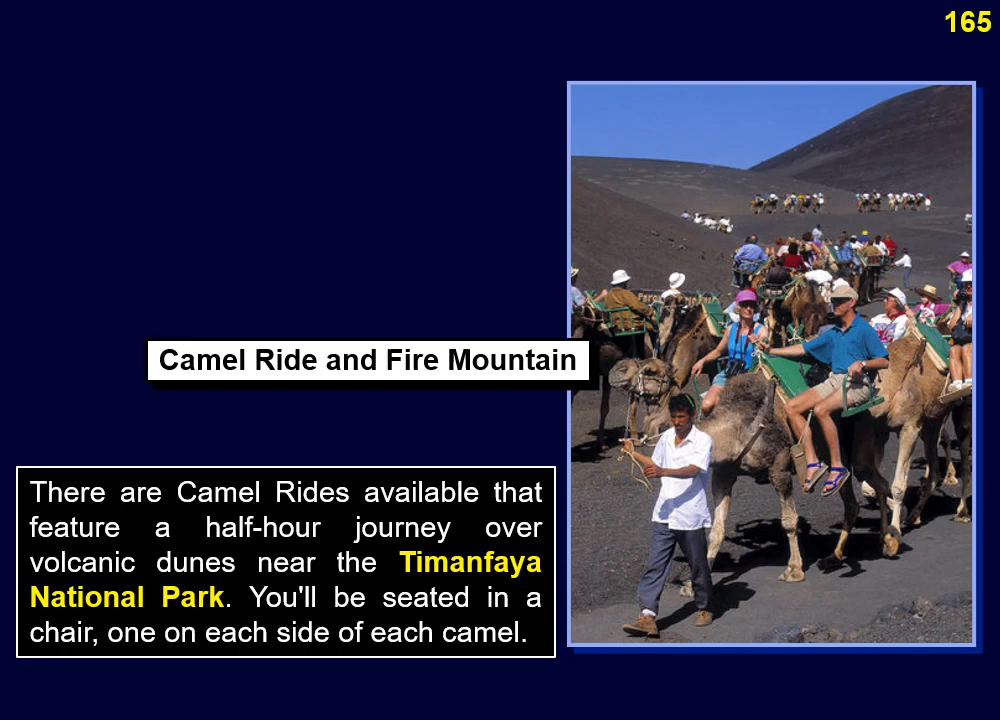 165
Camel Ride and Fire Mountain
There are Camel Rides available that
feature a half-hour journey over
volcanic dunes near the Timanfaya
National Park. You'll be seated in a
chair, one on each side of each camel.